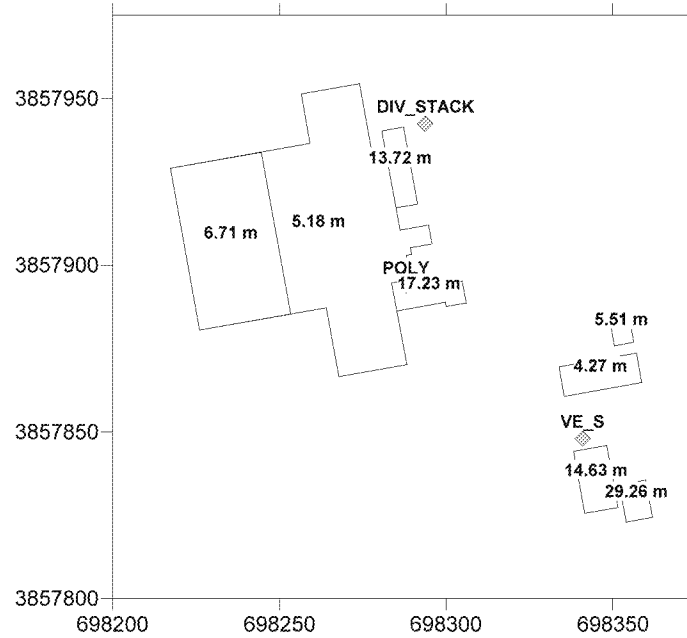 3857950
DIV_STACK
13.72 m
6.71 m
5.18 m
3857900
POLY
17.23 m
5.51 m
4.27 m
3857850
VE_S
14.63 m
29.26 m
3857800
698200
698250
698300
698350